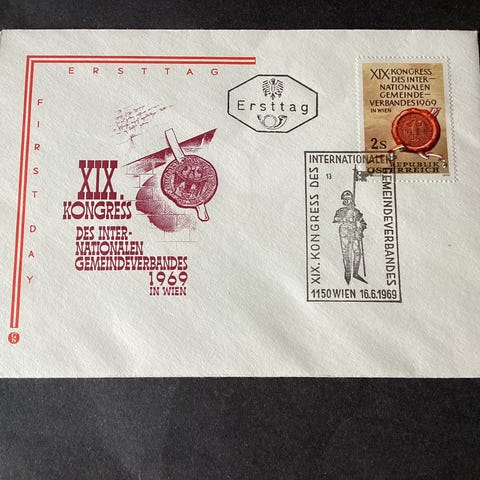 ERSTTAG
FIRST DAY
Ersttag
XIX. KONGRESS
DES INTER-
NATIONALEN
GEMEINDE-
VERBANDES 1969
IN WIEN
2s
REPUBLIK
ÖSTERREICH
XIX.
KONGRESS
DES INTER-
NATIONALEN
GEMEINDEVERBANDES
1969
IN WIEN
XIX. KONGRESS DES
INTERNATIONALEN
GEMEINDEVERBANDES
13
1150 WIEN 16.6.1969